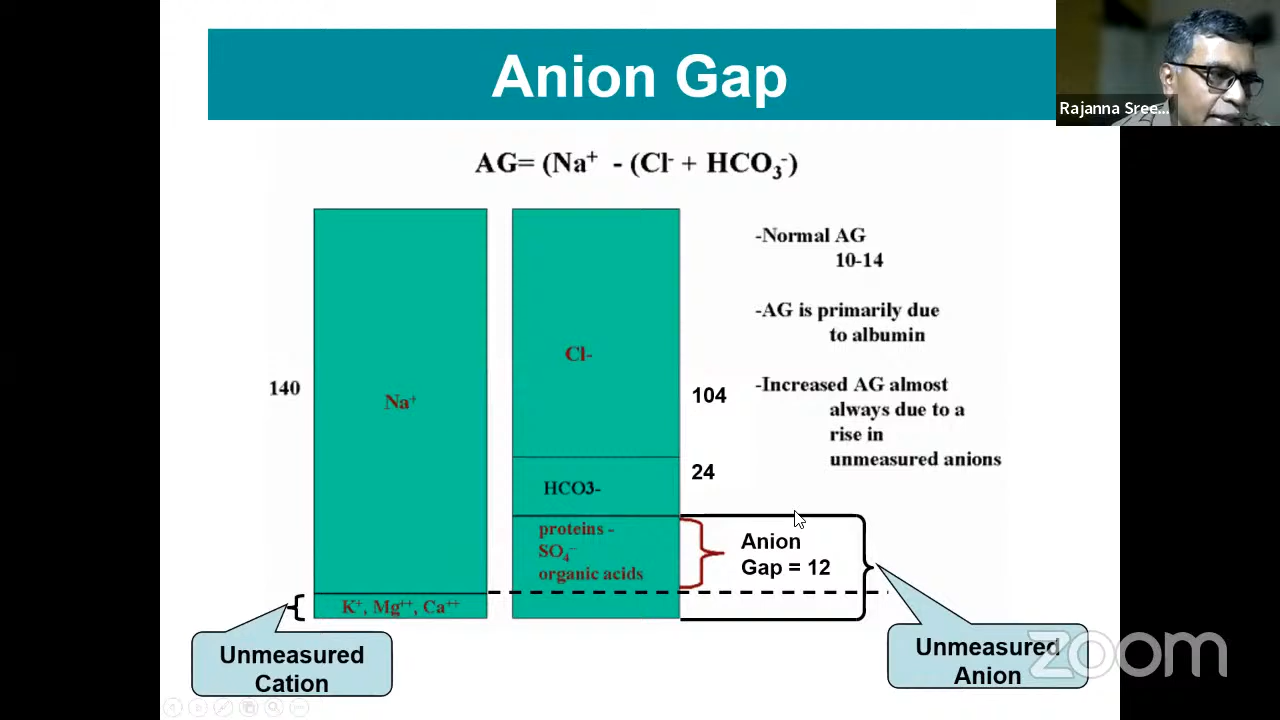 Anion Gap
Rajanna Sree...
AG= (Na⁺ - (Cl⁻ + HCO₃⁻)
-Normal AG
10-14
-AG is primarily due
to albumin
-Increased AG almost
always due to a
rise in
unmeasured anions
140
Na⁺
Cl-
104
HCO3-
24
proteins -
SO₄⁻⁻
organic acids
Anion
Gap = 12
K⁺, Mg⁺⁺, Ca⁺⁺
Unmeasured
Cation
Unmeasured
Anion
zoom